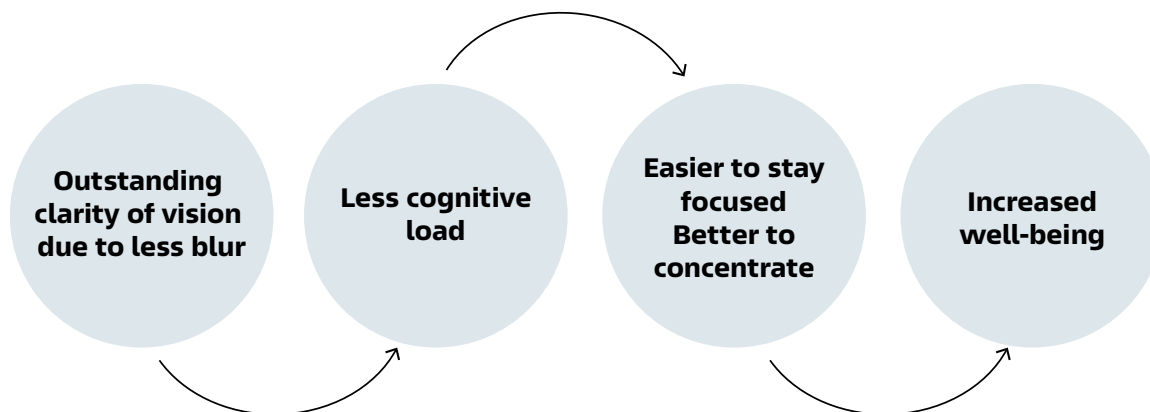 Outstanding
clarity of vision
due to less blur
Less cognitive
load
Easier to stay
focused
Better to
concentrate
Increased
well-being